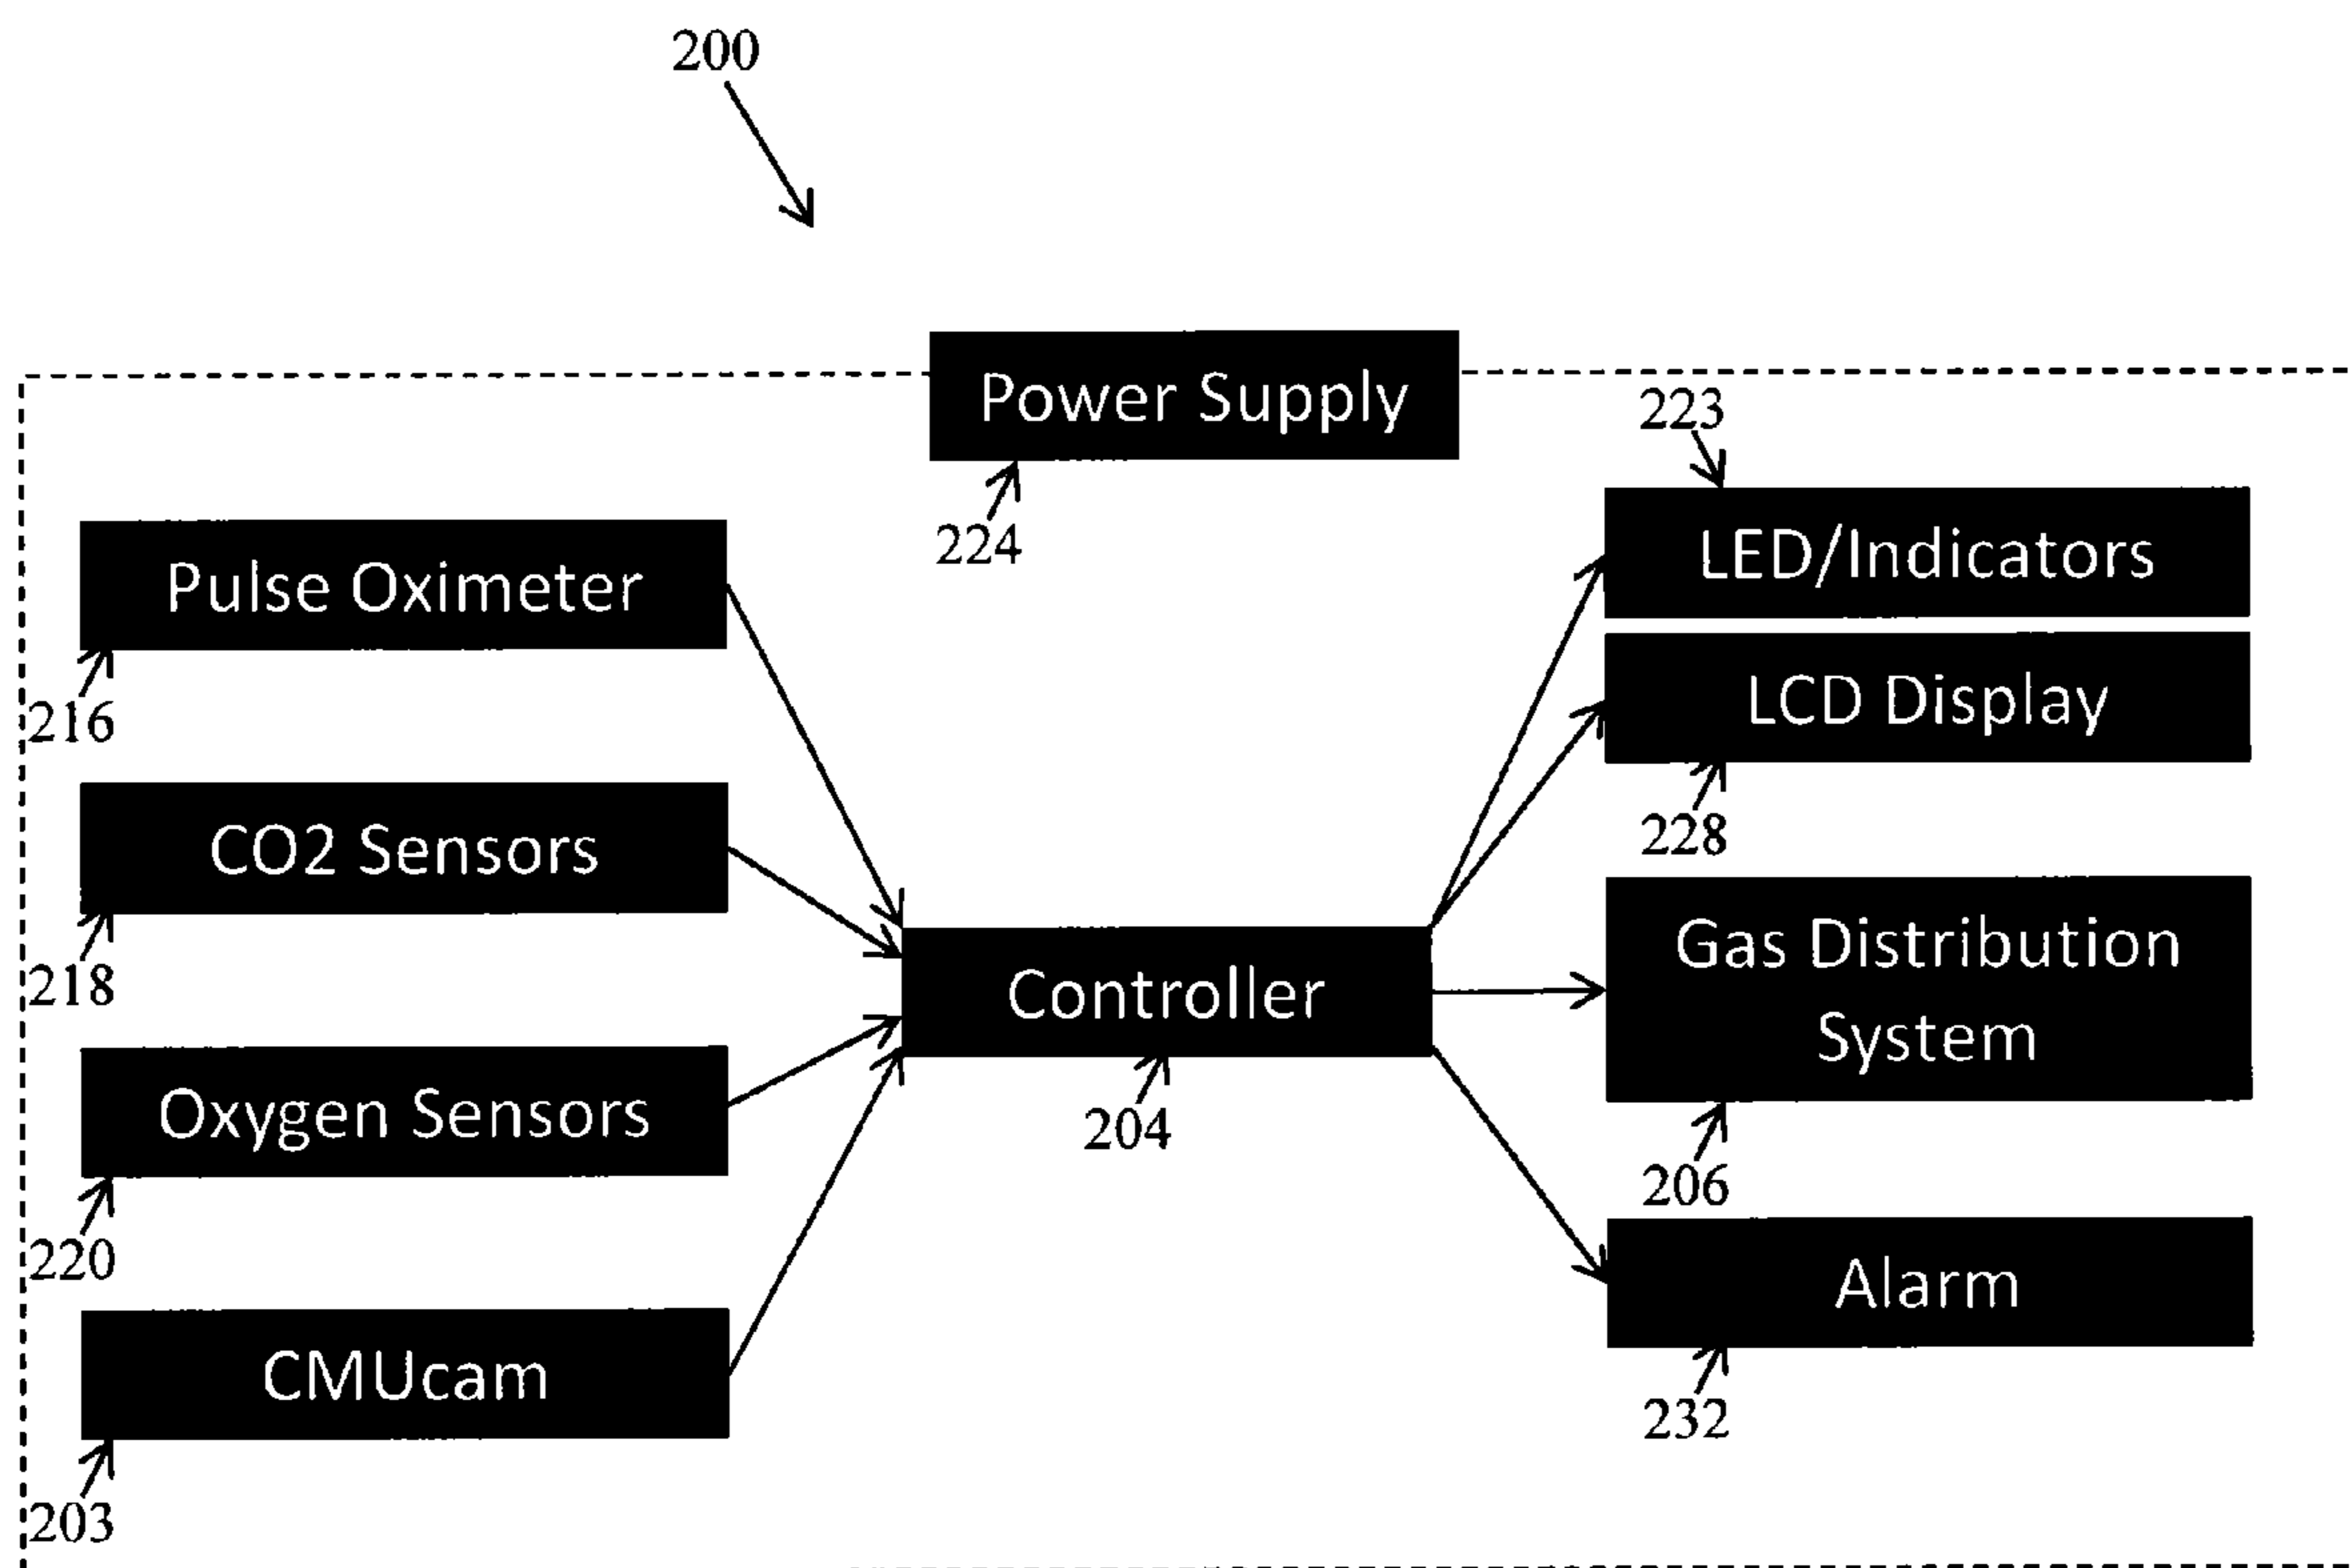 200
Power Supply
224
223
LED/Indicators
Pulse Oximeter
216
LCD Display
228
CO2 Sensors
218
Gas Distribution
System
206
Controller
204
Oxygen Sensors
220
Alarm
232
CMUcam
203